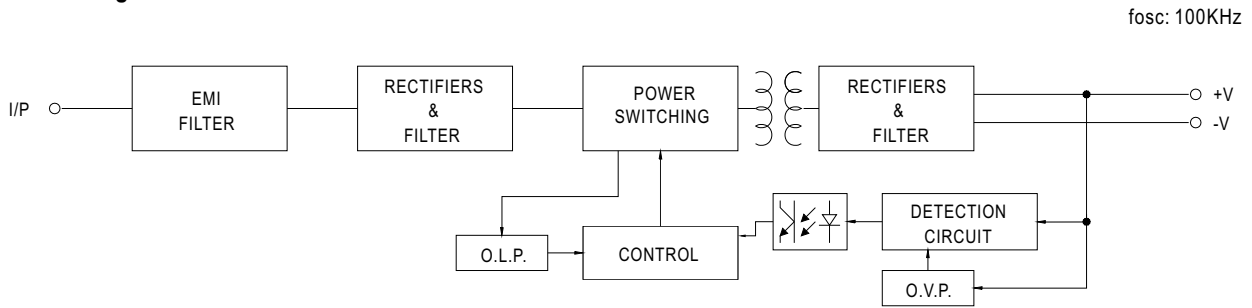 fosc: 100KHz
I/P
EMI
FILTER
RECTIFIERS
&
FILTER
POWER
SWITCHING
RECTIFIERS
&
FILTER
+V
-V
O.L.P.
CONTROL
DETECTION
CIRCUIT
O.V.P.